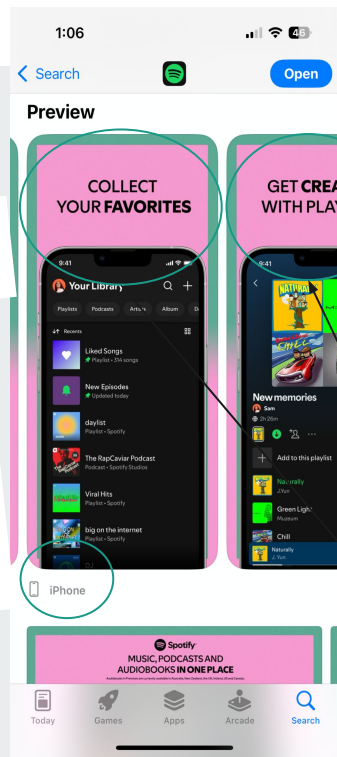 1:06
46
Search
Open
Preview
COLLECT
YOUR FAVORITES
9:41
Your Library
Playlists
Podcasts
Artists
Album
Recents
Liked Songs
Playlist • 314 songs
New Episodes
Updated today
daylist
Playlist • Spotify
The RapCaviar Podcast
Podcast • Spotify Studios
Viral Hits
Playlist • Spotify
big on the internet
Playlist • Spotify
DJ
GET CREA
WITH PLAY
9:41
NATURAL
New memories
Sam
2h 26m
Add to this playlist
Naturally
J.Yun
Green Light
Museum
Chill
Naturally
J.Yun
iPhone
Spotify
MUSIC, PODCASTS AND
AUDIOBOOKS IN ONE PLACE
Today
Games
Apps
Arcade
Search